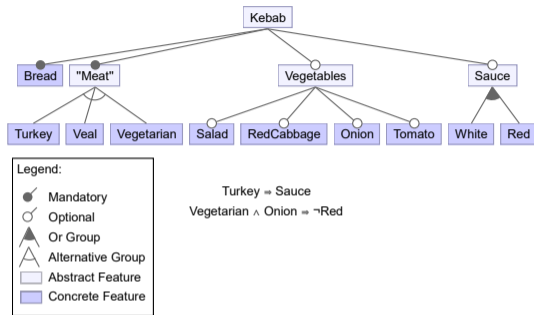 Kebab
Bread "Meat" Vegetables Sauce
Turkey Veal Vegetarian Salad RedCabbage Onion Tomato White Red
Legend:
Mandatory
Optional
Or Group
Alternative Group
Abstract Feature
Concrete Feature
Turkey ⇒ Sauce
Vegetarian ∧ Onion ⇒ ¬Red